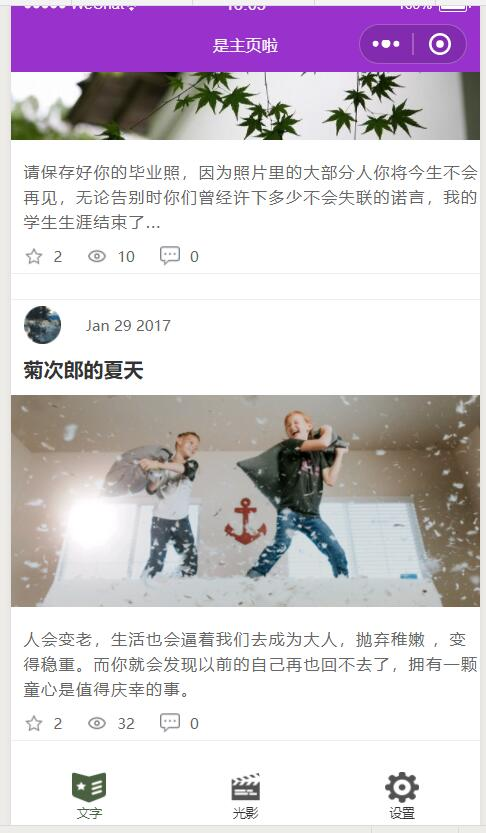 WeChat
16:03
100%
是主页啦
请保存好你的毕业照，因为照片里的大部分人你将今生不会
再见，无论告别时你们曾经许下多少不会失联的诺言，我的
学生生涯结束了...
2 10 0
Jan 29 2017
菊次郎的夏天
人会变老，生活也会逼着我们去成为大人，抛弃稚嫩 ，变
得稳重。而你就会发现以前的自己再也回不去了，拥有一颗
童心是值得庆幸的事。
2 32 0
文字 光影 设置